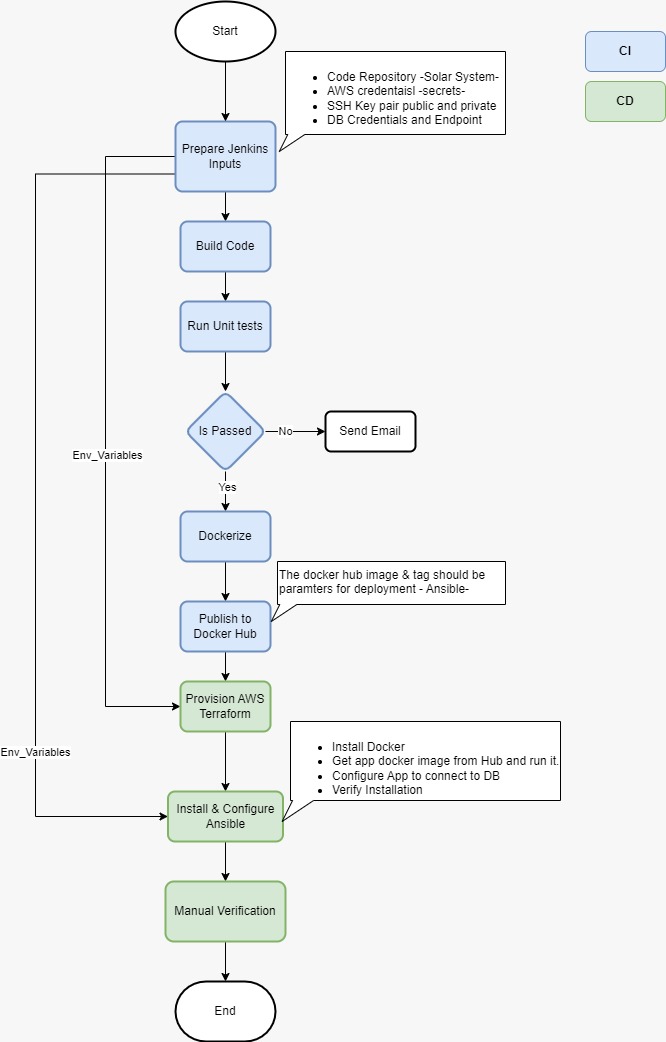 Start
CI
CD
Code Repository -Solar System-
AWS credentaisl -secrets-
SSH Key pair public and private
DB Credentials and Endpoint
Prepare Jenkins
Inputs
Build Code
Run Unit tests
Is Passed
No
Send Email
Env_Variables
Yes
Dockerize
The docker hub image & tag should be
paramters for deployment - Ansible-
Publish to
Docker Hub
Provision AWS
Terraform
Env_Variables
Install Docker
Get app docker image from Hub and run it.
Configure App to connect to DB
Verify Installation
Install & Configure
Ansible
Manual Verification
End